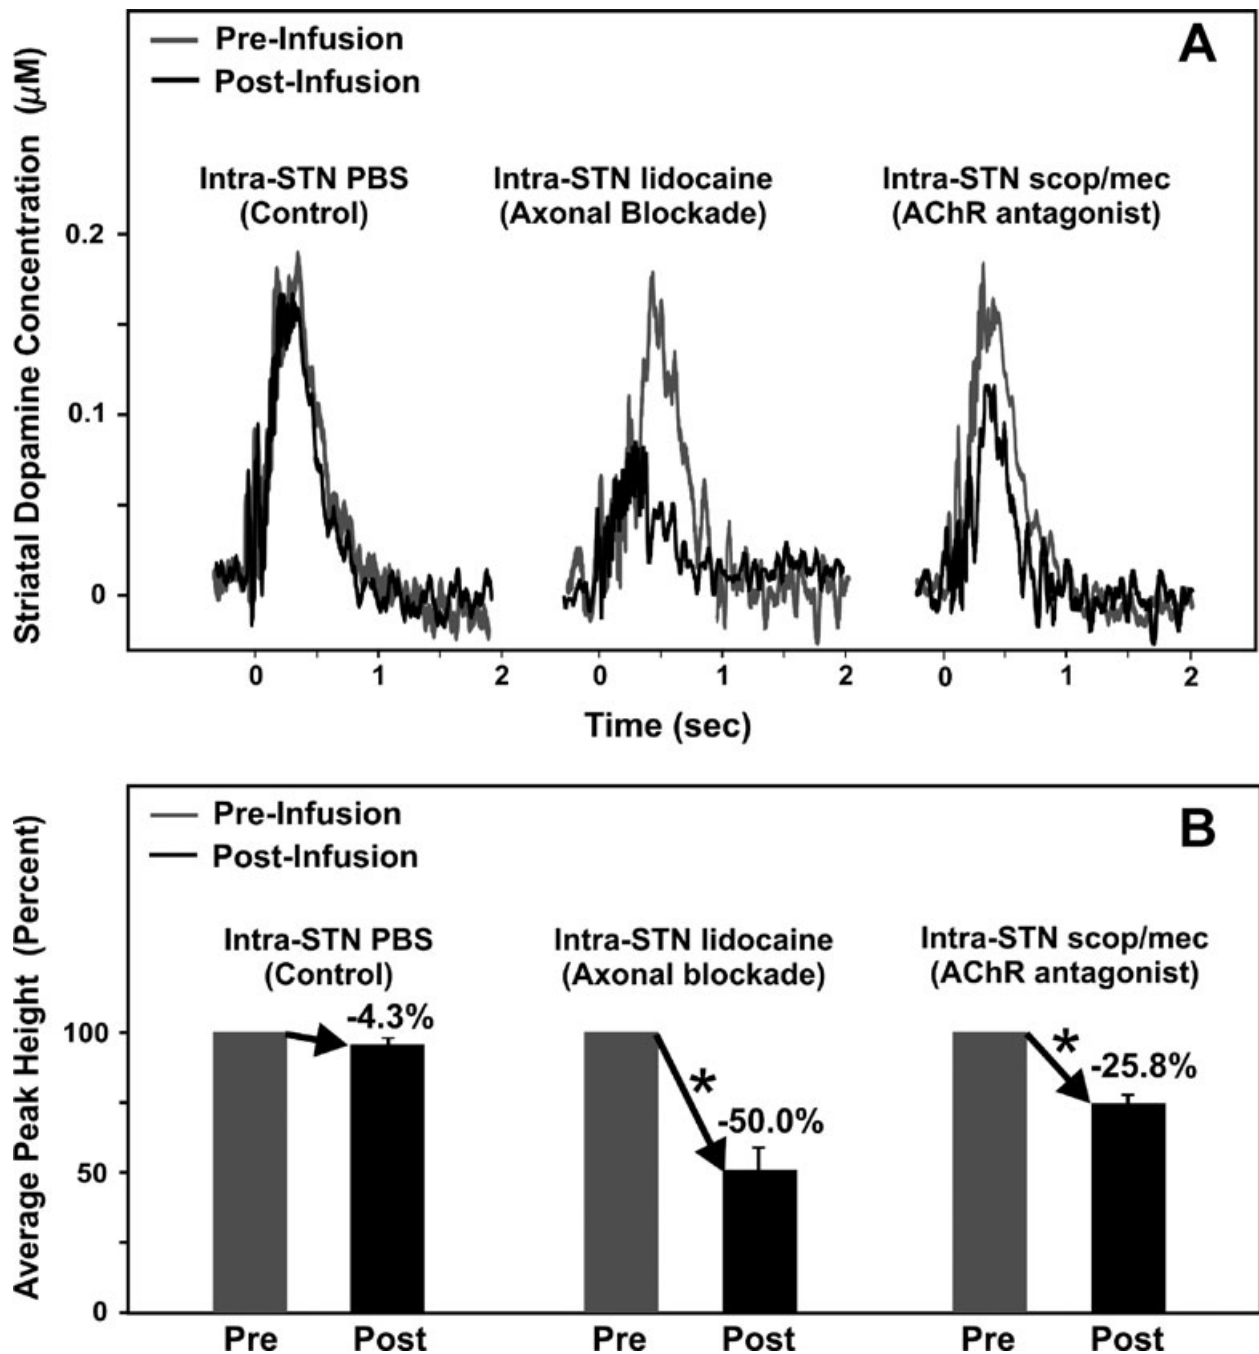 Pre-Infusion
Post-Infusion
A
Striatal Dopamine Concentration (μM)
Intra-STN PBS
(Control)
Intra-STN lidocaine
(Axonal Blockade)
Intra-STN scop/mec
(AChR antagonist)
0.2
0.1
0
0 1 2 0 1 2 0 1 2
Time (sec)
Pre-Infusion
Post-Infusion
B
Average Peak Height (Percent)
Intra-STN PBS
(Control)
Intra-STN lidocaine
(Axonal blockade)
Intra-STN scop/mec
(AChR antagonist)
100
50
0
-4.3%
*
-50.0%
*
-25.8%
Pre Post Pre Post Pre Post